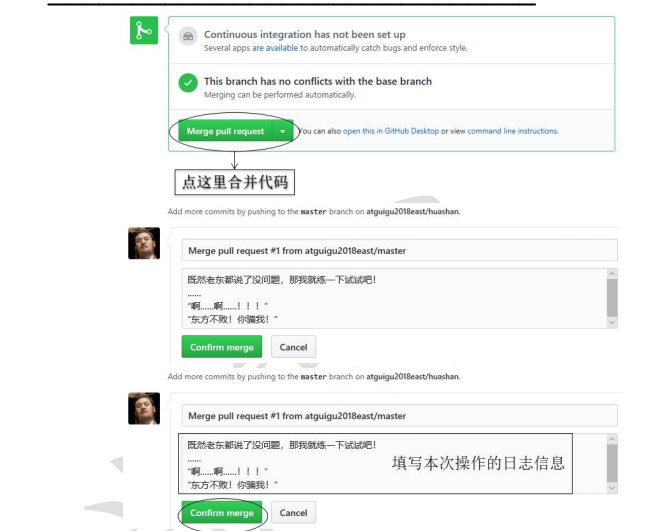 Continuous integration has not been set up
Several apps are available to automatically catch bugs and enforce style.
This branch has no conflicts with the base branch
Merging can be performed automatically.
Merge pull request
You can also open this in GitHub Desktop or view command line instructions.
点这里合并代码
Add more commits by pushing to the master branch on atguigu2018east/huashan.
Merge pull request #1 from atguigu2018east/master
既然老东都说了没问题，那我就练一下试试吧！
......
“啊......啊......！！！”
“东方不败！你骗我！”
Confirm merge Cancel
Add more commits by pushing to the master branch on atguigu2018east/huashan.
Merge pull request #1 from atguigu2018east/master
既然老东都说了没问题，那我就练一下试试吧！
......
“啊......啊......！！！”
“东方不败！你骗我！”
填写本次操作的日志信息
Confirm merge Cancel